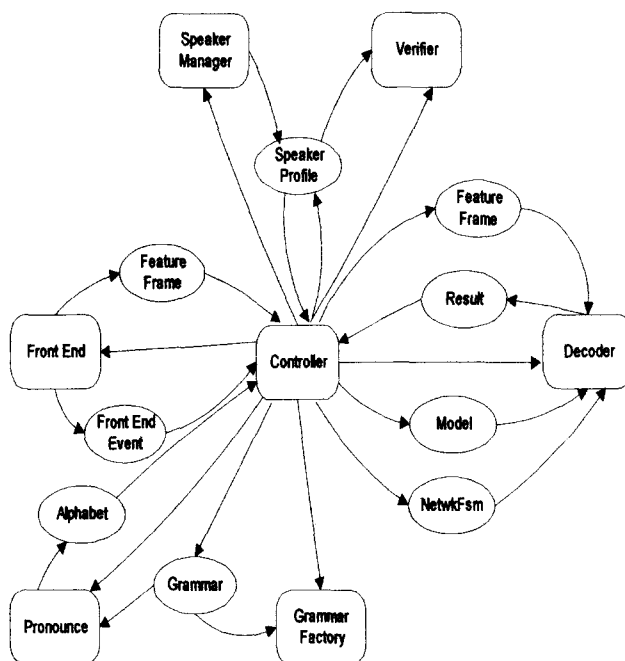 Speaker
Manager
Verifier
Speaker
Profile
Feature
Frame
Feature
Frame
Result
Front End
Controller
Decoder
Front End
Event
Model
Alphabet
NetwkFsm
Grammar
Pronounce
Grammar
Factory